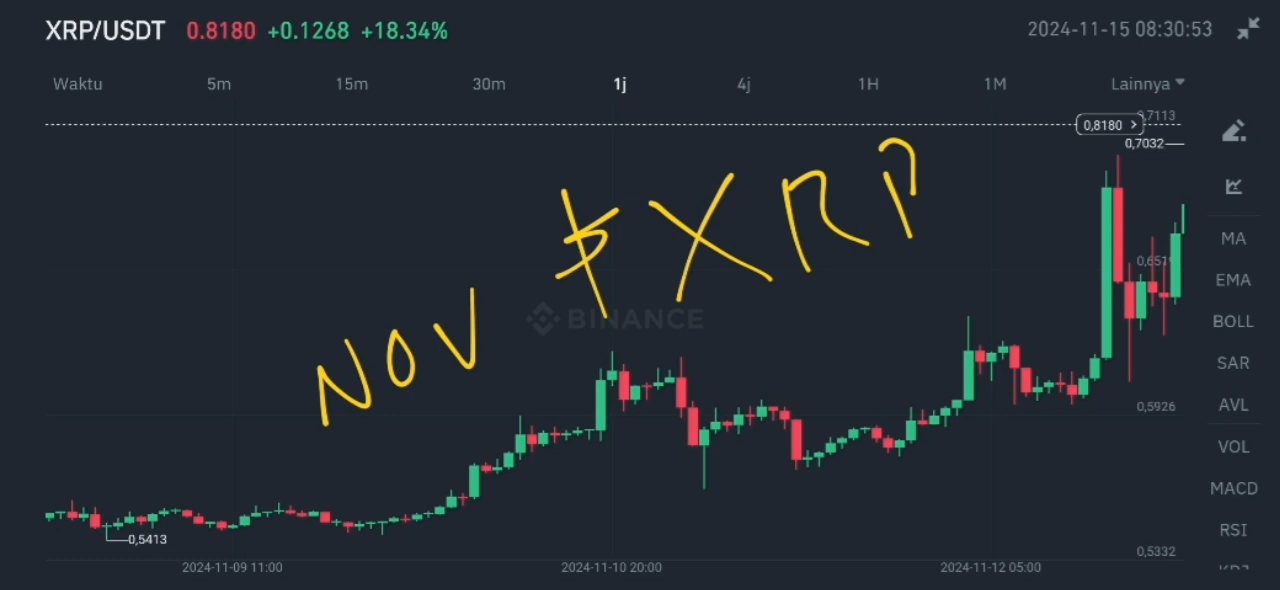 XRP/USDT 0.8180 +0.1268 +18.34% 2024-11-15 08:30:53
Waktu 5m 15m 30m 1j 4j 1H 1M Lainnya
0,7113
0,8180 >
0,7032
NOV $XRP
MA
0,6519
EMA
BINANCE
BOLL
SAR
0,5926
AVL
VOL
MACD
RSI
0,5413
0,5332
2024-11-09 11:00 2024-11-10 20:00 2024-11-12 05:00